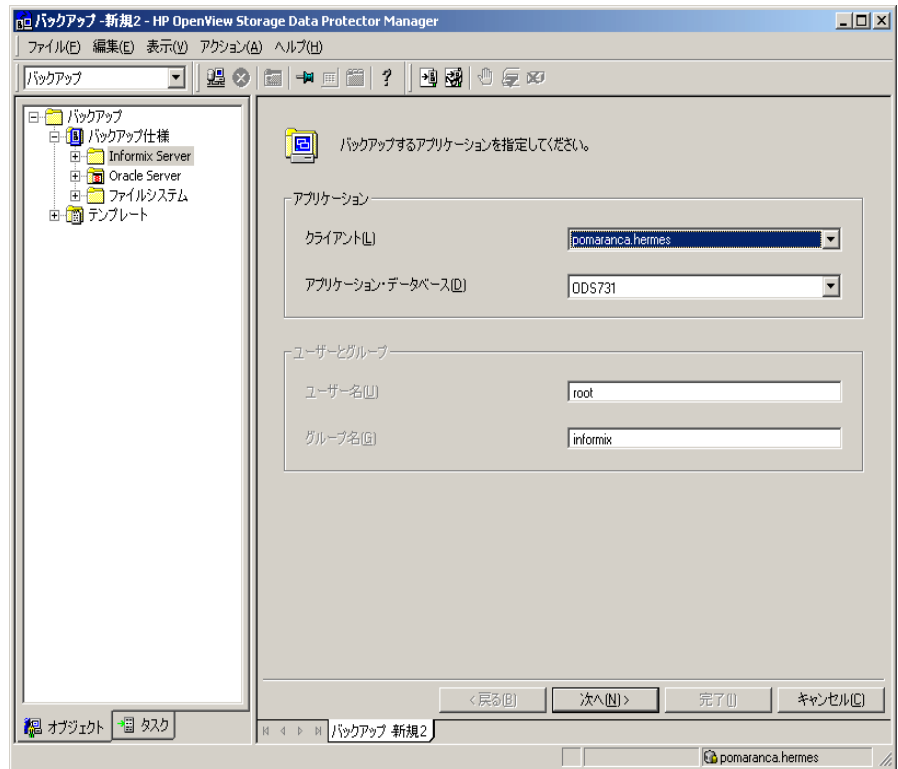 バックアップ -新規2 - HP OpenView Storage Data Protector Manager
ファイル(F) 編集(E) 表示(V) アクション(A) ヘルプ(H)
バックアップ
バックアップ
バックアップ仕様
Informix Server
Oracle Server
ファイルシステム
テンプレート
バックアップするアプリケーションを指定してください。
アプリケーション
クライアント(L)
pomaranca.hermes
アプリケーション・データベース(D)
ODS731
ユーザーとグループ
ユーザー名(U)
root
グループ名(G)
informix
<戻る(B) 次へ(N)> 完了(I) キャンセル(C)
オブジェクト タスク
バックアップ 新規2
pomaranca.hermes